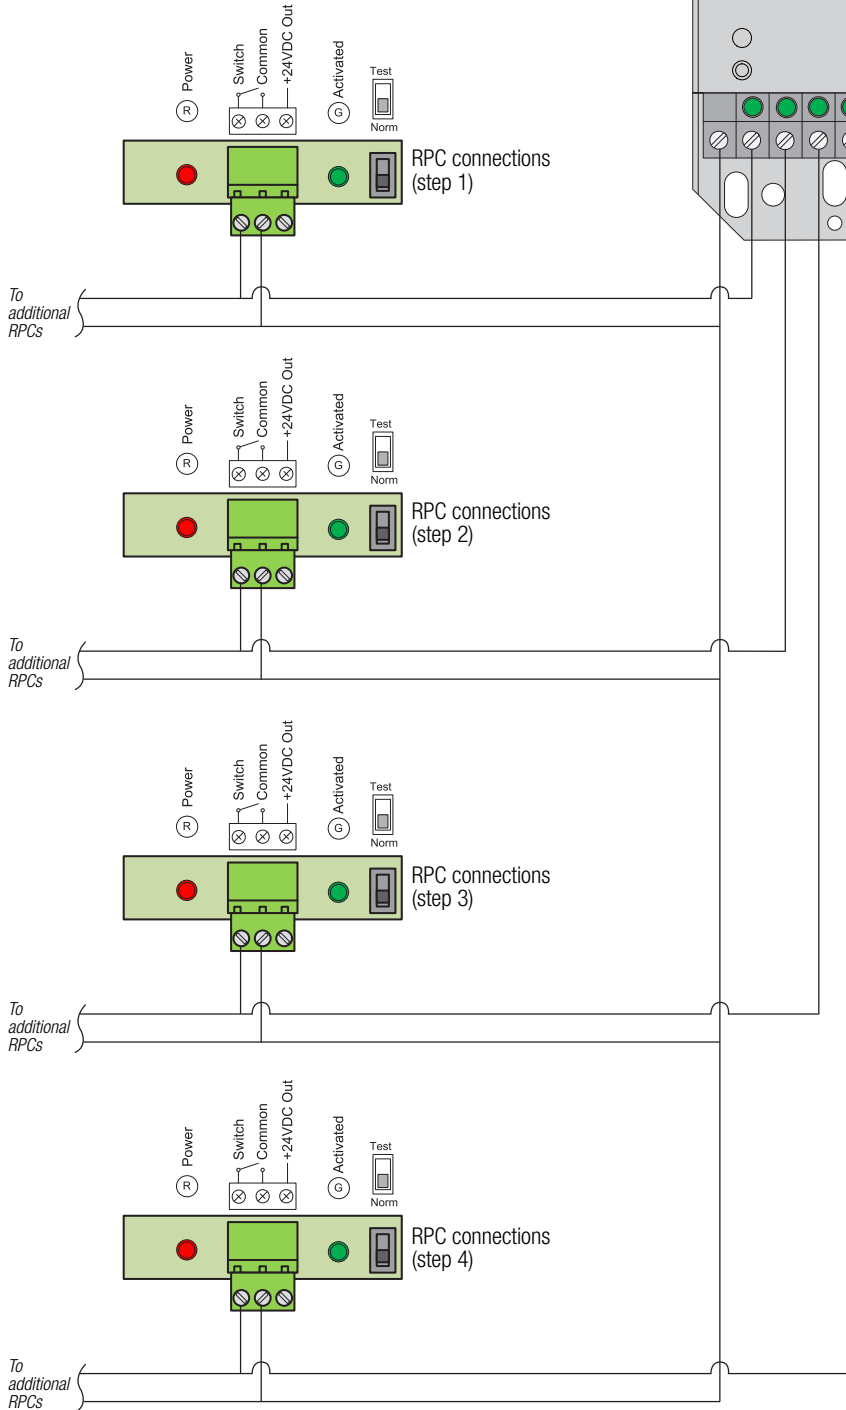 R Power
Switch
Common
+24VDC Out
G Activated
Test
Norm
RPC connections
(step 1)
To
additional
RPCs
R Power
Switch
Common
+24VDC Out
G Activated
Test
Norm
RPC connections
(step 2)
To
additional
RPCs
R Power
Switch
Common
+24VDC Out
G Activated
Test
Norm
RPC connections
(step 3)
To
additional
RPCs
R Power
Switch
Common
+24VDC Out
G Activated
Test
Norm
RPC connections
(step 4)
To
additional
RPCs